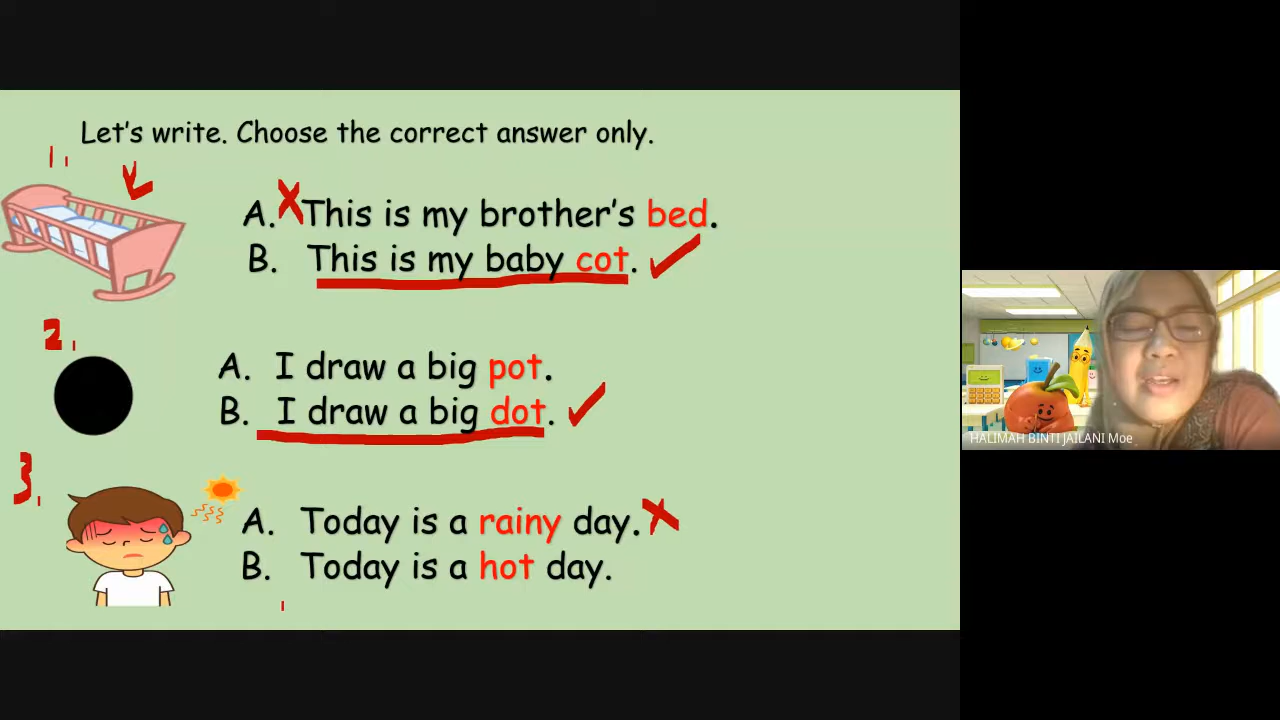 Let's write. Choose the correct answer only.
1.
A. This is my brother's bed.
B. This is my baby cot.
2.
A. I draw a big pot.
B. I draw a big dot.
3.
A. Today is a rainy day.
B. Today is a hot day.
HALIMAH BINTI JAILANI Moe